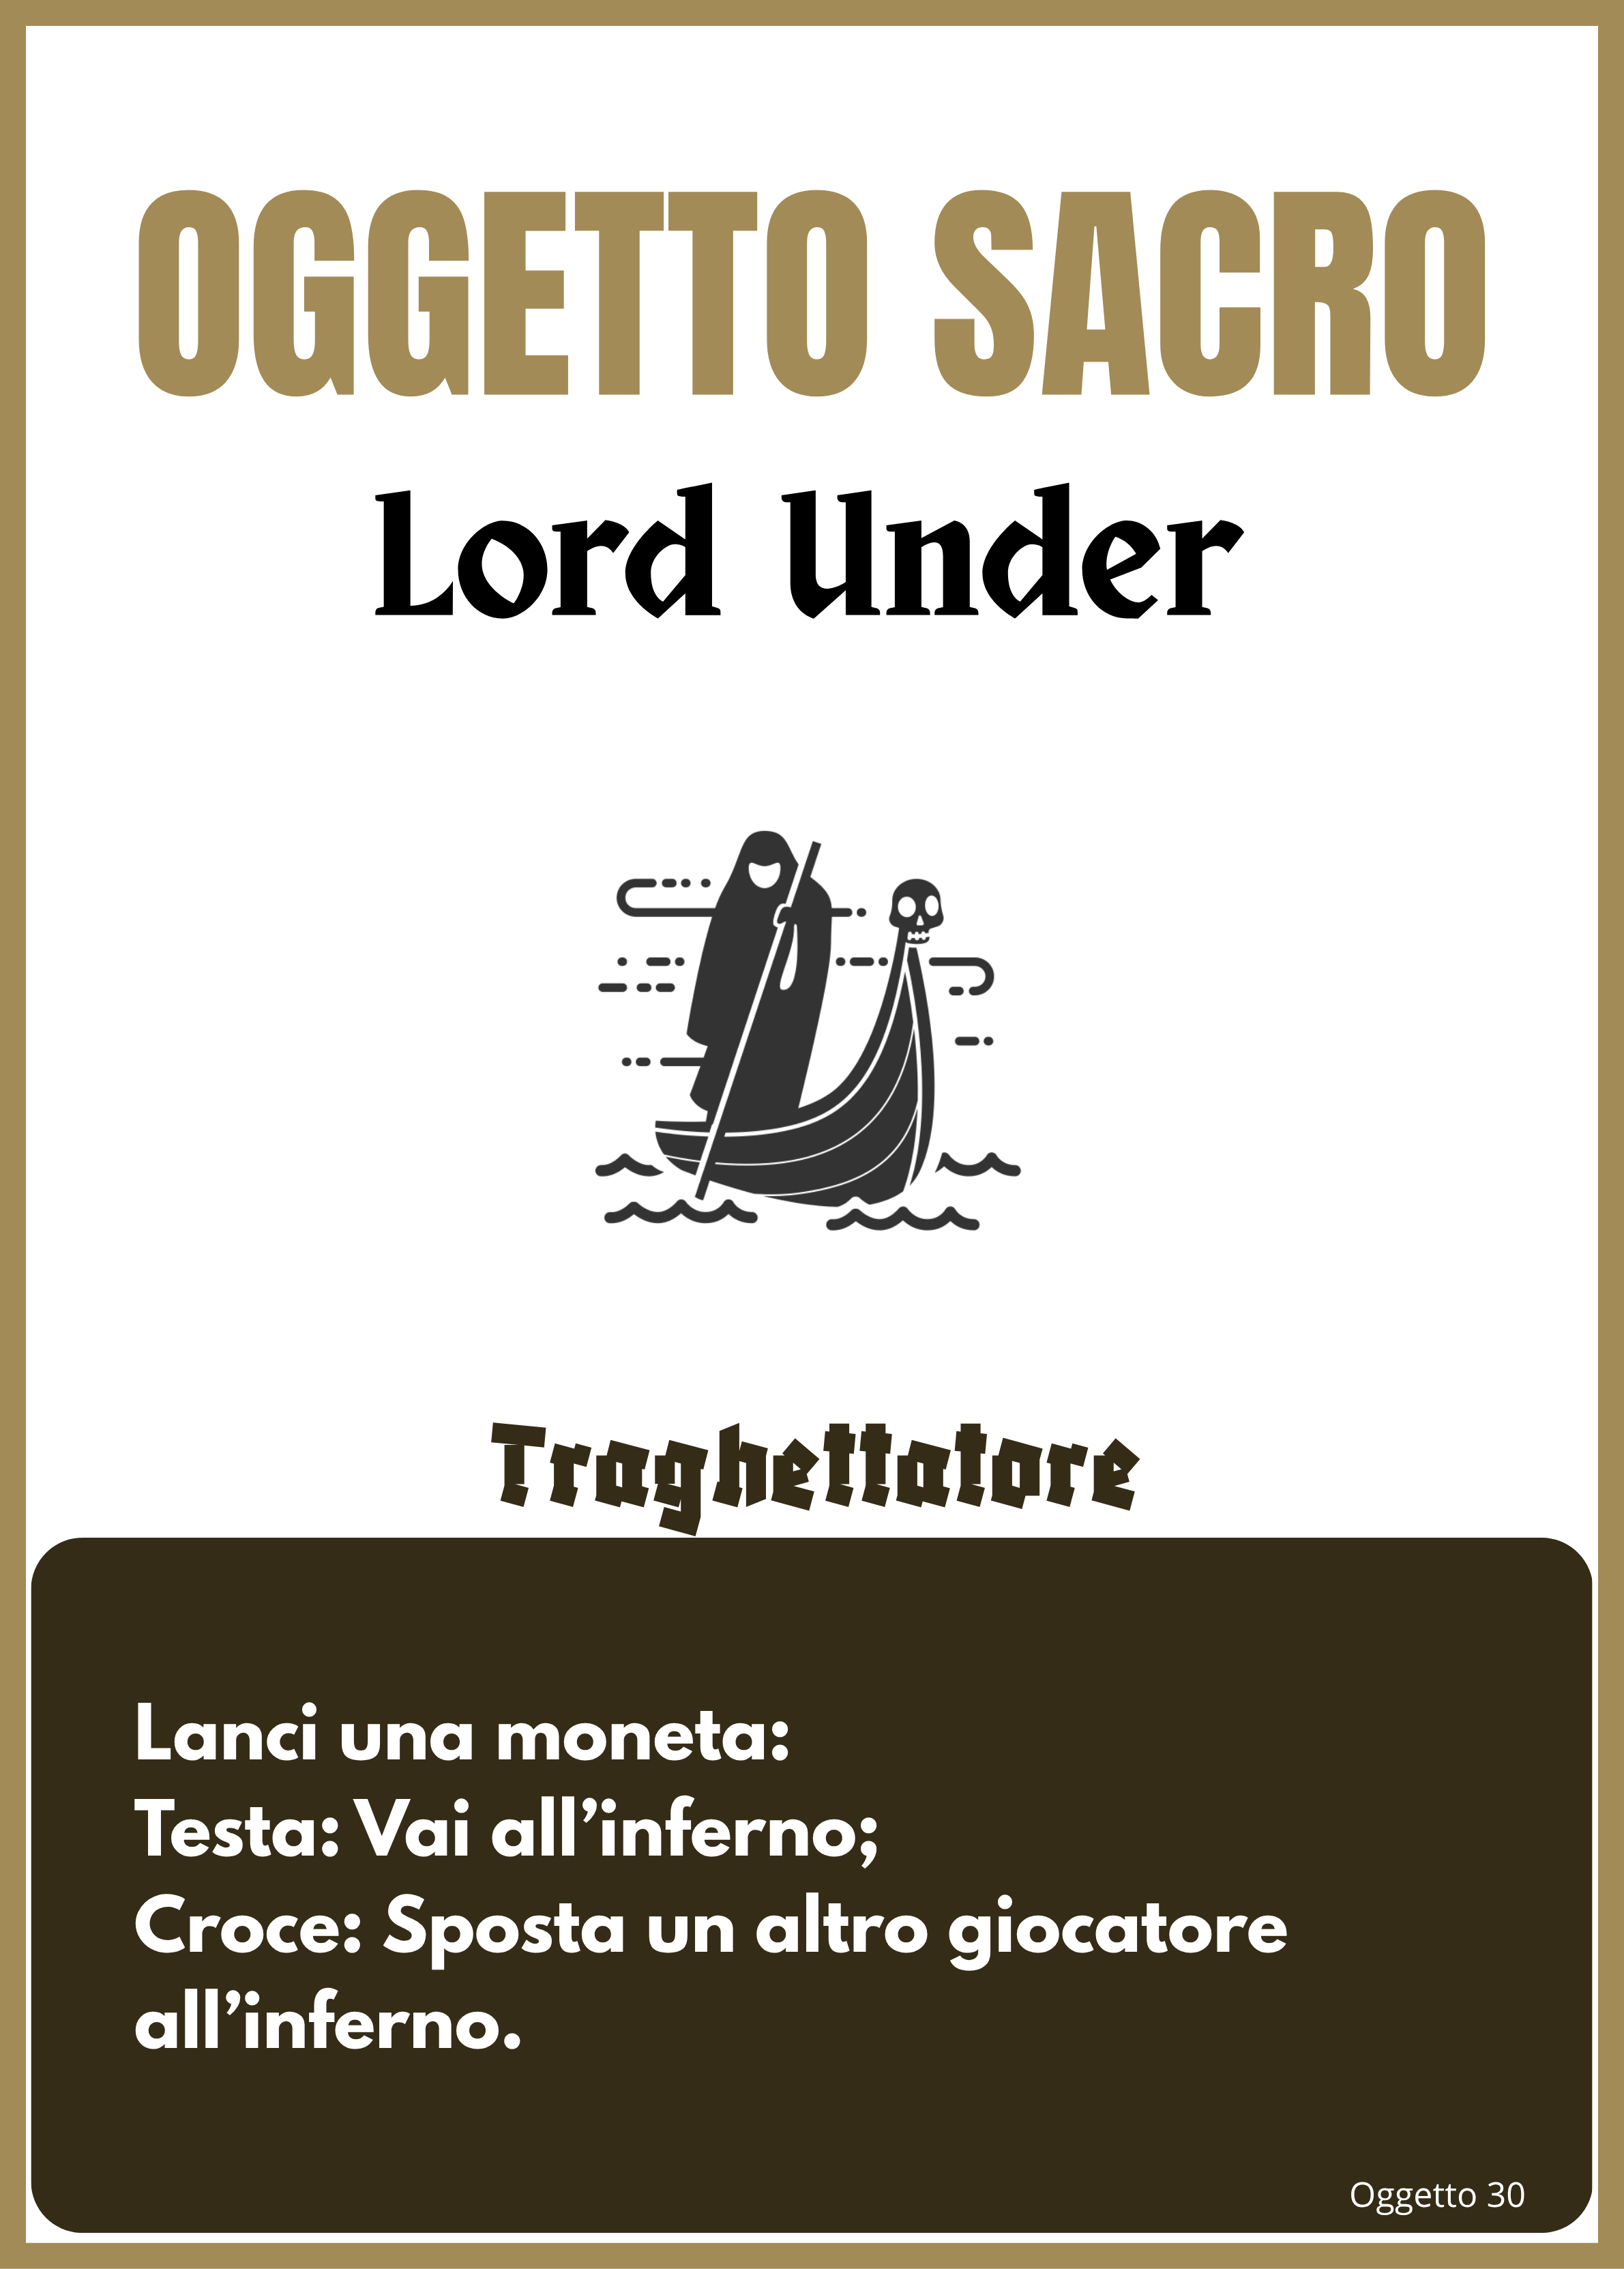 OGGETTO SACRO
Lord Under
Traghettatore
Lanci una moneta:
Testa: Vai all’inferno;
Croce: Sposta un altro giocatore
all’inferno.
Oggetto 30